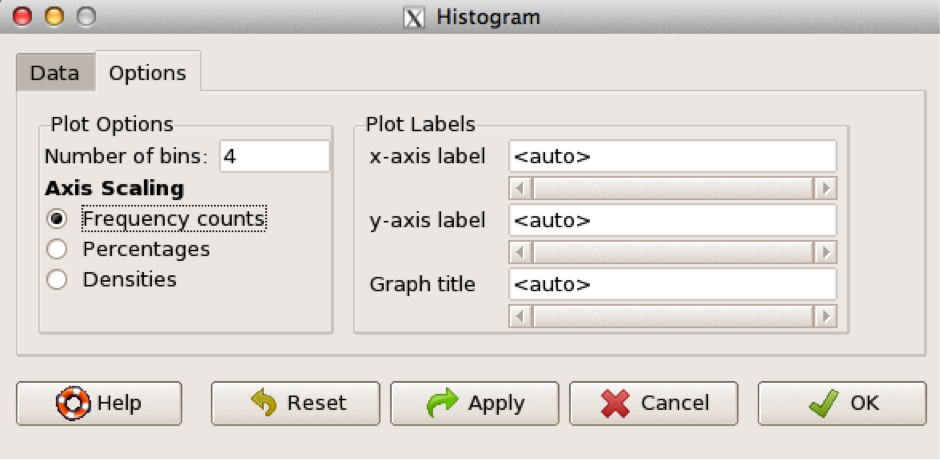 Histogram
Data
Options
Plot Options
Number of bins: 4
Axis Scaling
Frequency counts
Percentages
Densities
Plot Labels
x-axis label <auto>
y-axis label <auto>
Graph title <auto>
Help
Reset
Apply
Cancel
OK